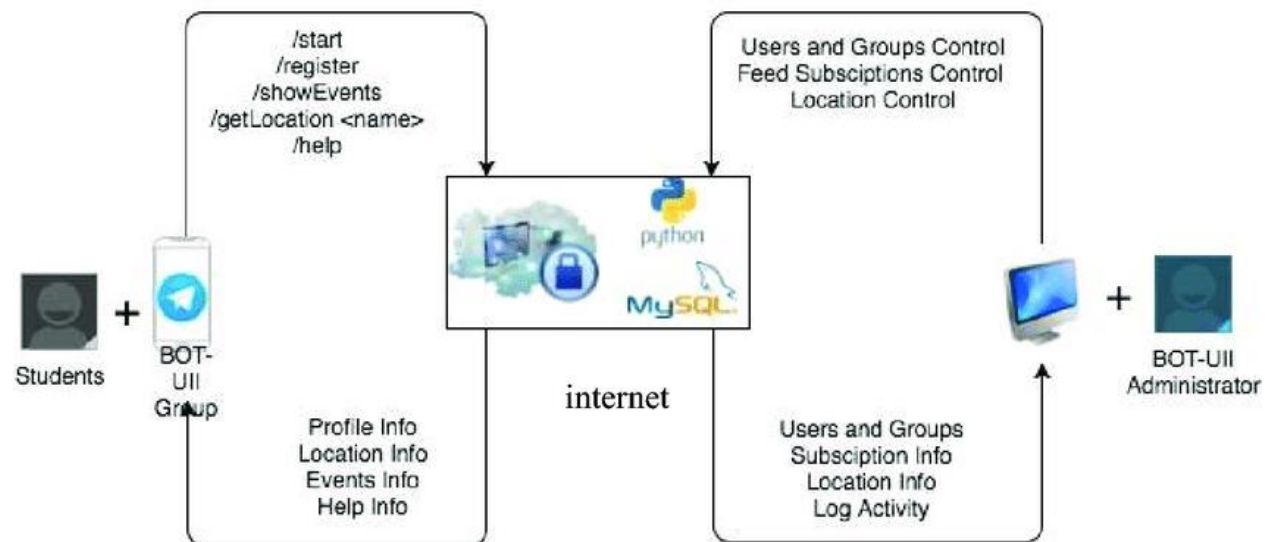 /start
/register
/showEvents
/getLocation <name>
/help
Users and Groups Control
Feed Subsciptions Control
Location Control
python
MySQL
Students
+
BOT-
UII
Group
+
BOT-UII
Administrator
internet
Profile Info
Location Info
Events Info
Help Info
Users and Groups
Subsciption Info
Location Info
Log Activity